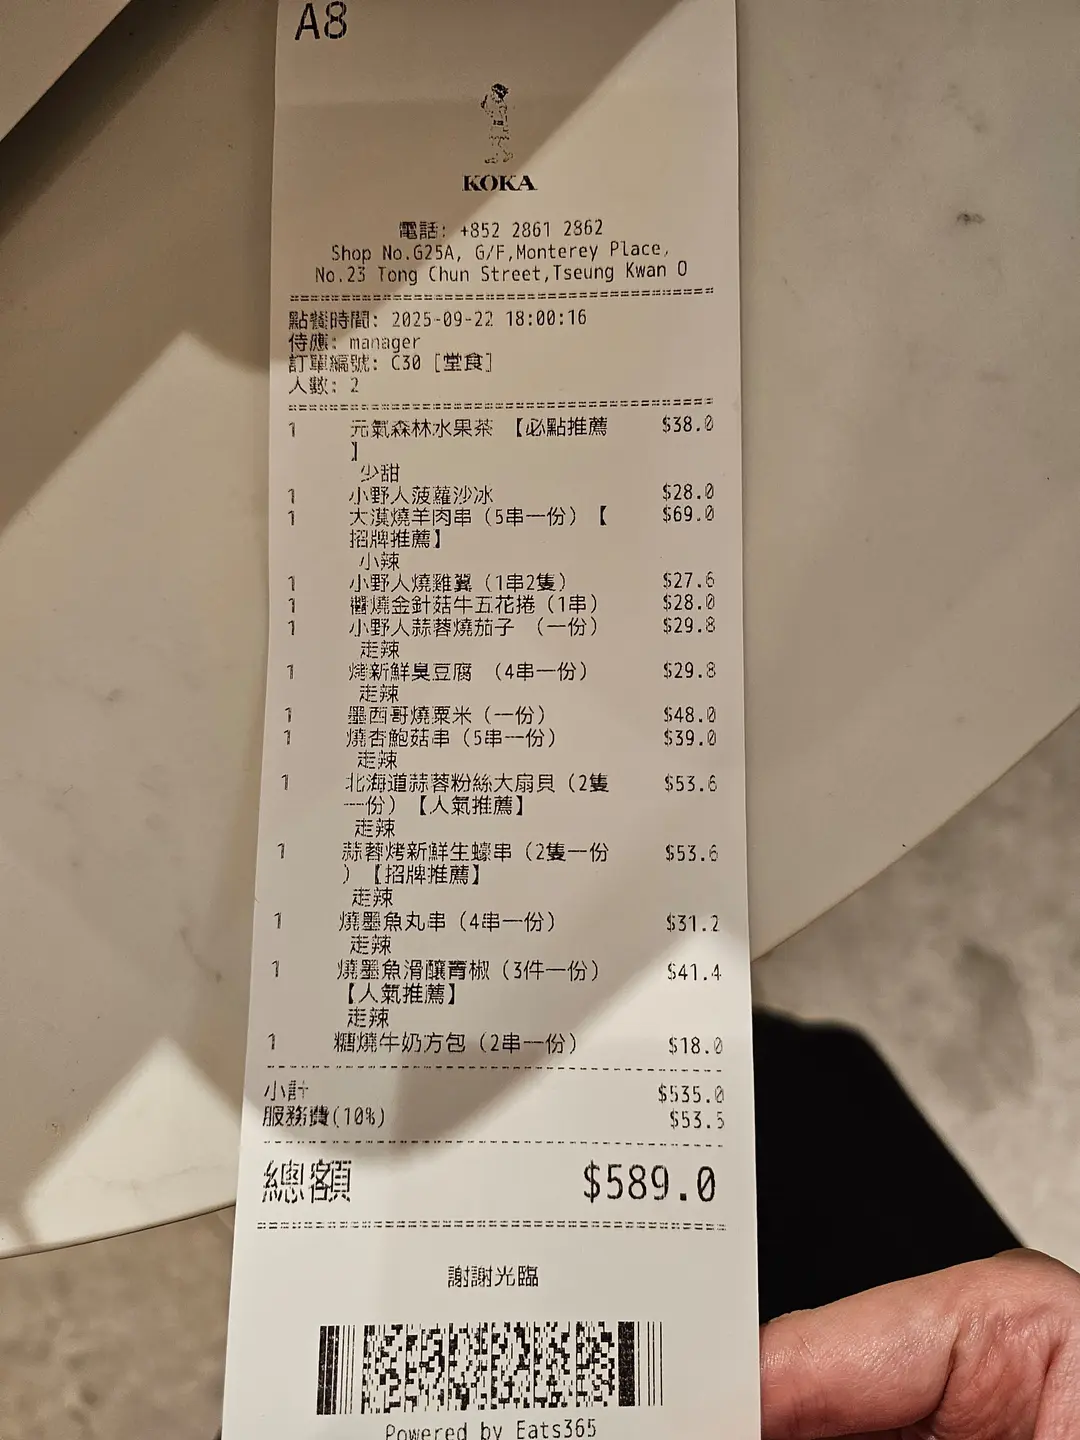 A8
KOKA
電話: +852 2861 2862
Shop No.G25A, G/F,Monterey Place,
No.23 Tong Chun Street,Tseung Kwan O
點餐時間: 2025-09-22 18:00:16
侍應: manager
訂單編號: C30 [堂食]
人數: 2
1 元氣森林水果茶 【必點推薦 $38.0
】
少甜
1 小野人菠蘿沙冰 $28.0
1 大漠燒羊肉串（5串一份）【 $69.0
招牌推薦】
小辣
1 小野人燒雞翼（1串2隻） $27.6
1 醬燒金針菇牛五花捲（1串） $28.0
1 小野人蒜蓉燒茄子 （一份） $29.8
走辣
1 烤新鮮臭豆腐 （4串一份） $29.8
走辣
1 墨西哥燒粟米（一份） $48.0
1 燒杏鮑菇串（5串一份） $39.0
走辣
1 北海道蒜蓉粉絲大扇貝（2隻 $53.6
一份）【人氣推薦】
走辣
1 蒜蓉烤新鮮生蠔串（2隻一份 $53.6
）【招牌推薦】
走辣
1 燒墨魚丸串（4串一份） $31.2
走辣
1 燒墨魚滑釀青椒（3件一份） $41.4
【人氣推薦】
走辣
1 糖燒牛奶方包（2串一份） $18.0
小計 $535.0
服務費(10%) $53.5
總額 $589.0
謝謝光臨
Powered by Eats365